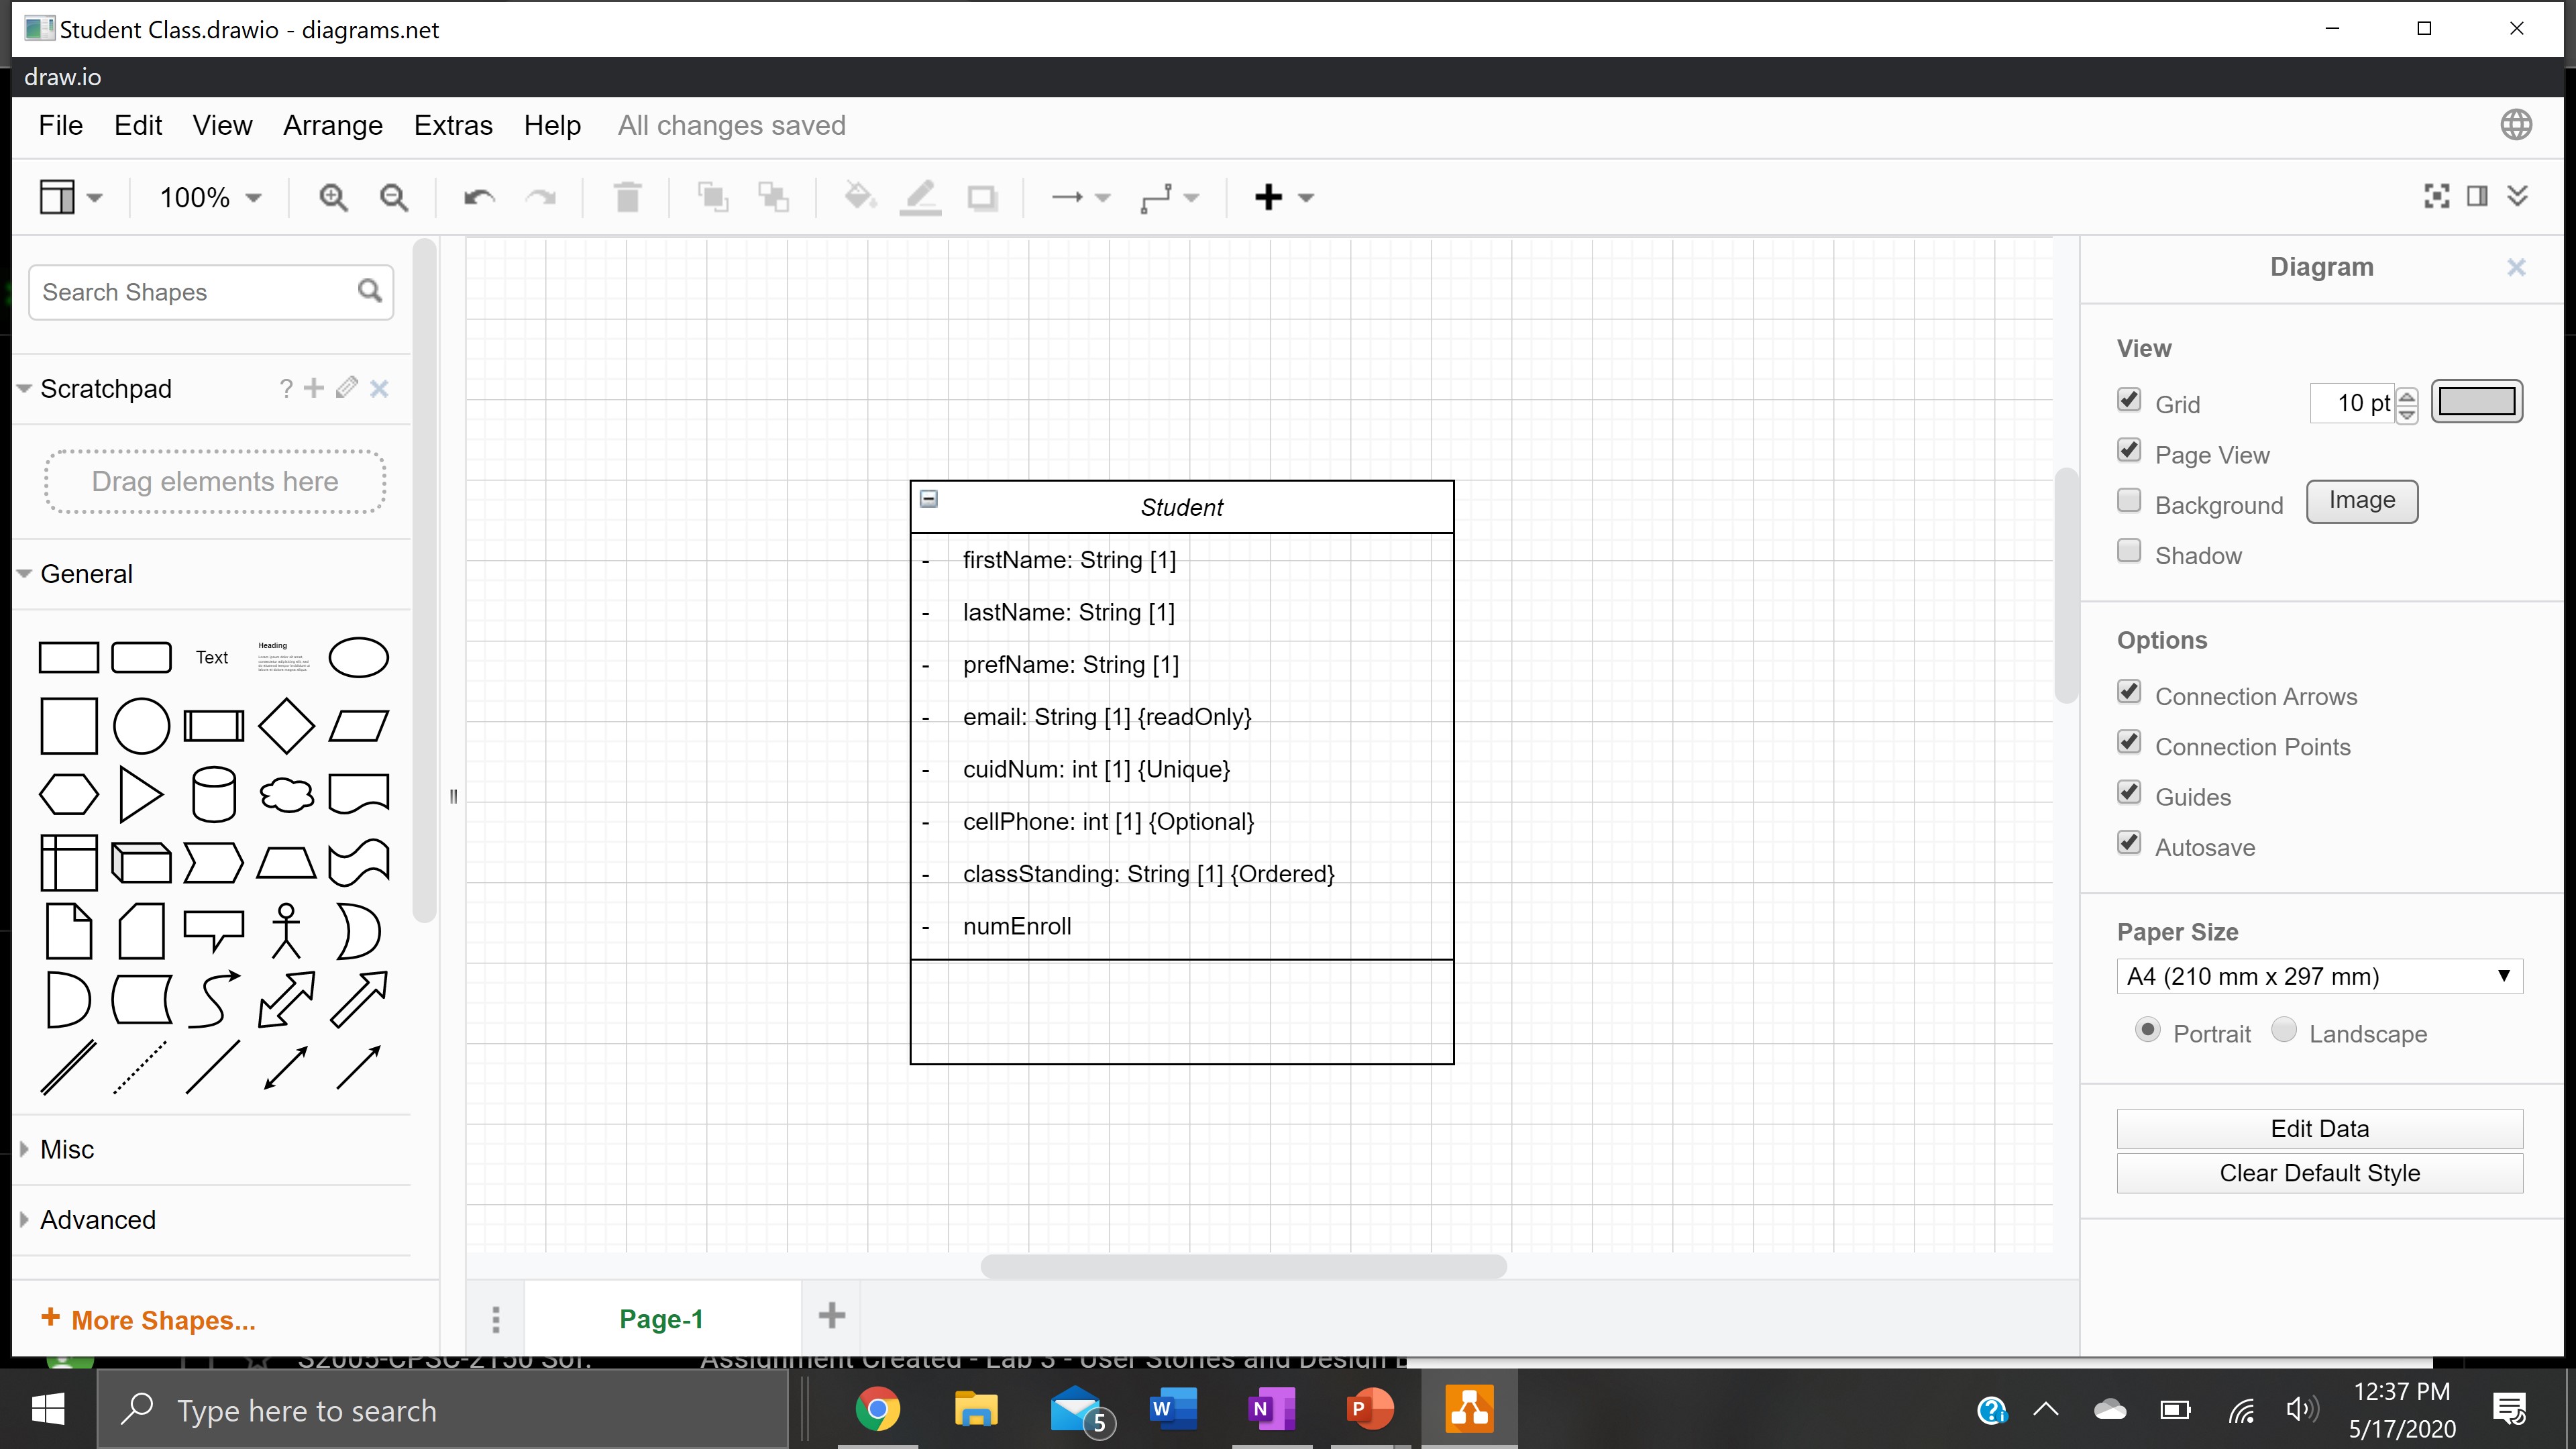 Student Class.drawio - diagrams.net
draw.io
File Edit View Arrange Extras Help All changes saved
100%
Search Shapes
Scratchpad ?
Drag elements here
General
Heading
Text
Misc
Advanced
+ More Shapes...
Student
- firstName: String [1]
- lastName: String [1]
- prefName: String [1]
- email: String [1] {readOnly}
- cuidNum: int [1] {Unique}
- cellPhone: int [1] {Optional}
- classStanding: String [1] {Ordered}
- numEnroll
Page-1
Diagram
View
Grid 10 pt
Page View
Background Image
Shadow
Options
Connection Arrows
Connection Points
Guides
Autosave
Paper Size
A4 (210 mm x 297 mm)
Portrait Landscape
Edit Data
Clear Default Style
S2005-CPSC-2150 Sof. Assignment Created - Lab 3 - User Stories and Design
Type here to search
5
W
N
P
12:37 PM
5/17/2020